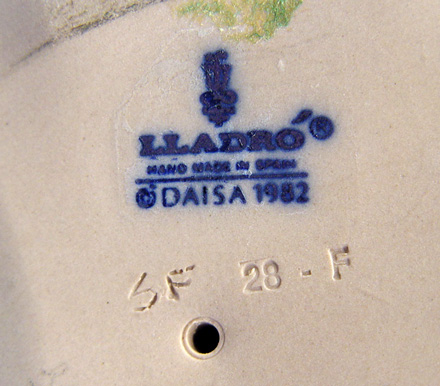 LLADRÓ®
HAND MADE IN SPAIN
© DAISA 1982
SF 28 - F